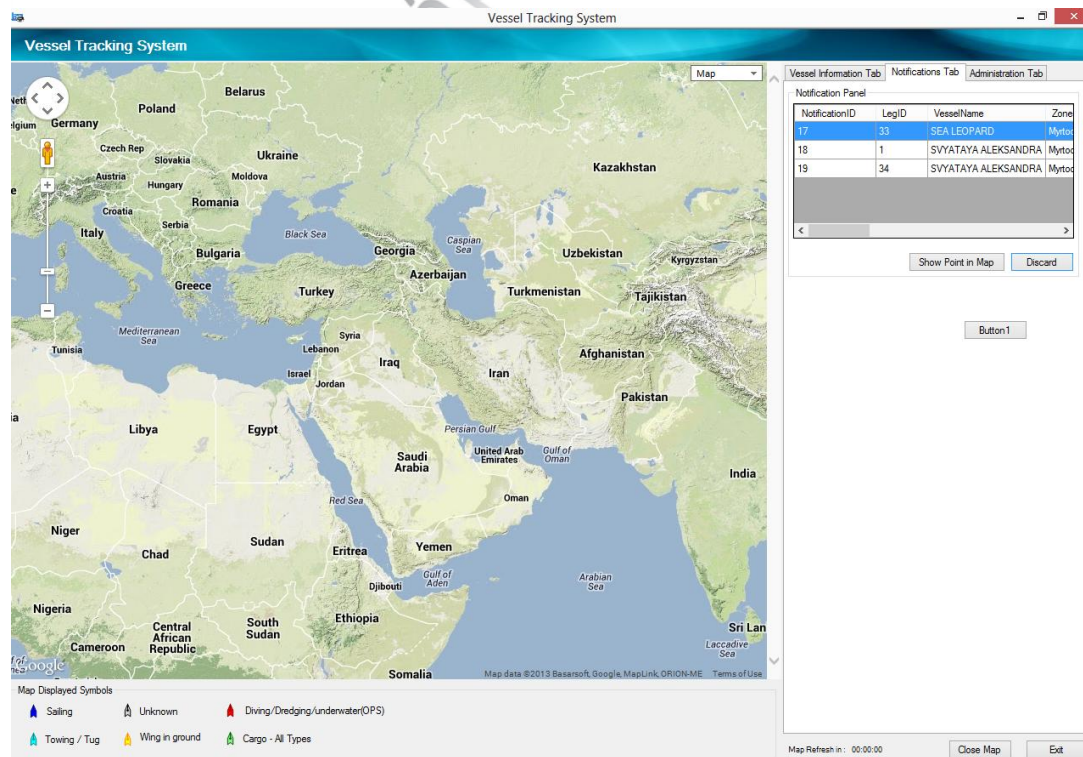 Vessel Tracking System
Vessel Tracking System
Map
Vessel Information Tab Notifications Tab Administration Tab
Notification Panel
NotificationID LegID VesselName Zone
17 33 SEA LEOPARD
18 1 SVYATAYA ALEKSANDRA
19 34 SVYATAYA ALEKSANDRA
Show Point in Map Discard
Button1
Belarus
Poland
Germany
Czech Rep
Slovakia
Ukraine
Kazakhstan
Austria
Hungary
Moldova
Croatia
Romania
Serbia
Italy
Black Sea
Caspian
Sea
Bulgaria
Georgia
Uzbekistan
Kyrgyzstan
Azerbaijan
Greece
Turkey
Turkmenistan
Tajikistan
Mediterranean
Sea
Syria
Tunisia
Lebanon
Iraq
Afghanistan
Israel
Iran
Jordan
Pakistan
Libya
Egypt
Persian Gulf
Saudi
Arabia
United Arab
Emirates
Gulf of
Oman
India
Red Sea
Oman
Niger
Chad
Sudan
Eritrea
Yemen
Gulf of
Aden
Djibouti
Arabian
Sea
Nigeria
Central
African
Republic
South
Sudan
Ethiopia
Cameroon
Sri Lan
Laccadive
Sea
Google
Somalia
Map data ©2013 Basarsoft, Google, MapLink, ORION-ME Terms of Use
Map Displayed Symbols
Sailing Unknown Diving/Dredging/underwater(OPS)
Towing / Tug Wing in ground Cargo - All Types
Map Refresh in : 00:00:00 Close Map Exit